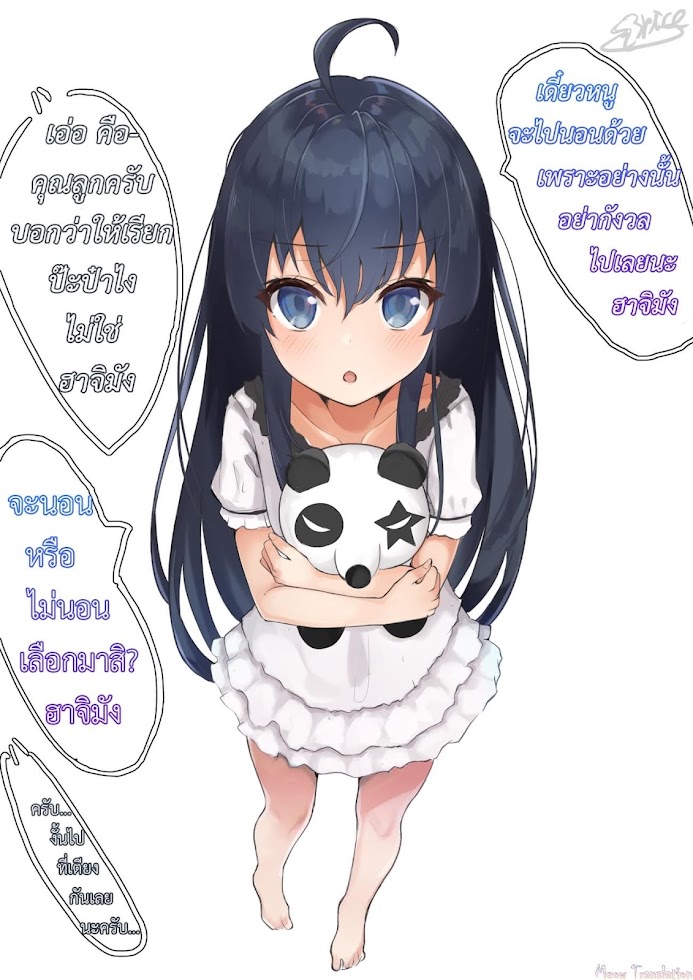 เดี๋ยวหนู
จะไปนอนด้วย
เพราะอย่างนั้น
อย่ากังวล
ไปเลยนะ
ฮาจิมัง
เอ่อ คือ-
คุณลูกครับ
บอกว่าให้เรียก
ป๊ะป๋าไง
ไม่ใช่
ฮาจิมัง
จะนอน
หรือ
ไม่นอน
เลือกมาสิ?
ฮาจิมัง
ครับ...
งั้นไป
ที่เตียง
กันเลย
นะครับ...
Meow Translation